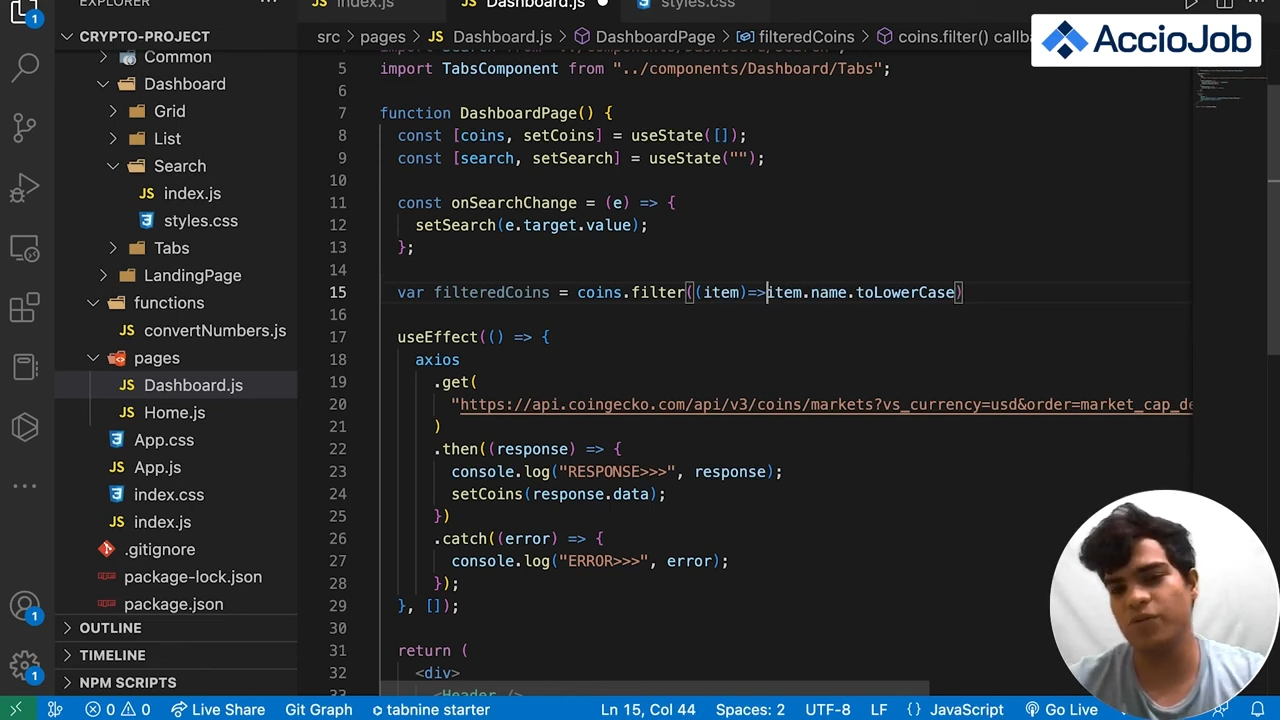 EXPLORER
index.js
Dashboard.js
styles.css
AccioJob
CRYPTO-PROJECT
Common
Dashboard
Grid
List
Search
index.js
styles.css
Tabs
LandingPage
functions
convertNumbers.js
pages
Dashboard.js
Home.js
App.css
App.js
index.css
index.js
.gitignore
package-lock.json
package.json
OUTLINE
TIMELINE
NPM SCRIPTS
src > pages > JS Dashboard.js > DashboardPage > filteredCoins > coins.filter() callba
5 import TabsComponent from "../components/Dashboard/Tabs";
6
7 function DashboardPage() {
8 const [coins, setCoins] = useState([]);
9 const [search, setSearch] = useState("");
10
11 const onSearchChange = (e) => {
12 setSearch(e.target.value);
13 };
14
15 var filteredCoins = coins.filter((item)=>item.name.toLowerCase)
16
17 useEffect(() => {
18 axios
19 .get(
20 "https://api.coingecko.com/api/v3/coins/markets?vs_currency=usd&order=market_cap_de
21 )
22 .then((response) => {
23 console.log("RESPONSE>>>", response);
24 setCoins(response.data);
25 })
26 .catch((error) => {
27 console.log("ERROR>>>", error);
28 });
29 }, []);
30
31 return (
32 <div>
33 <Header />
0 0 Live Share Git Graph tabnine starter Ln 15, Col 44 Spaces: 2 UTF-8 LF {} JavaScript Go Live